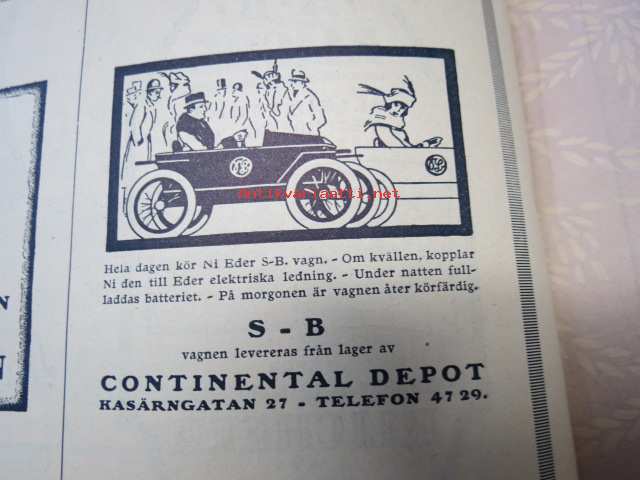 antikvariaatti.net
Hela dagen kör Ni Eder S-B. vagn. - Om kvällen, kopplar
Ni den till Eder elektriska ledning. - Under natten full-
laddas batteriet. - På morgonen är vagnen åter körfärdig.
S - B
vagnen levereras från lager av
CONTINENTAL DEPOT
KASÄRNGATAN 27 - TELEFON 47 29.
N
N